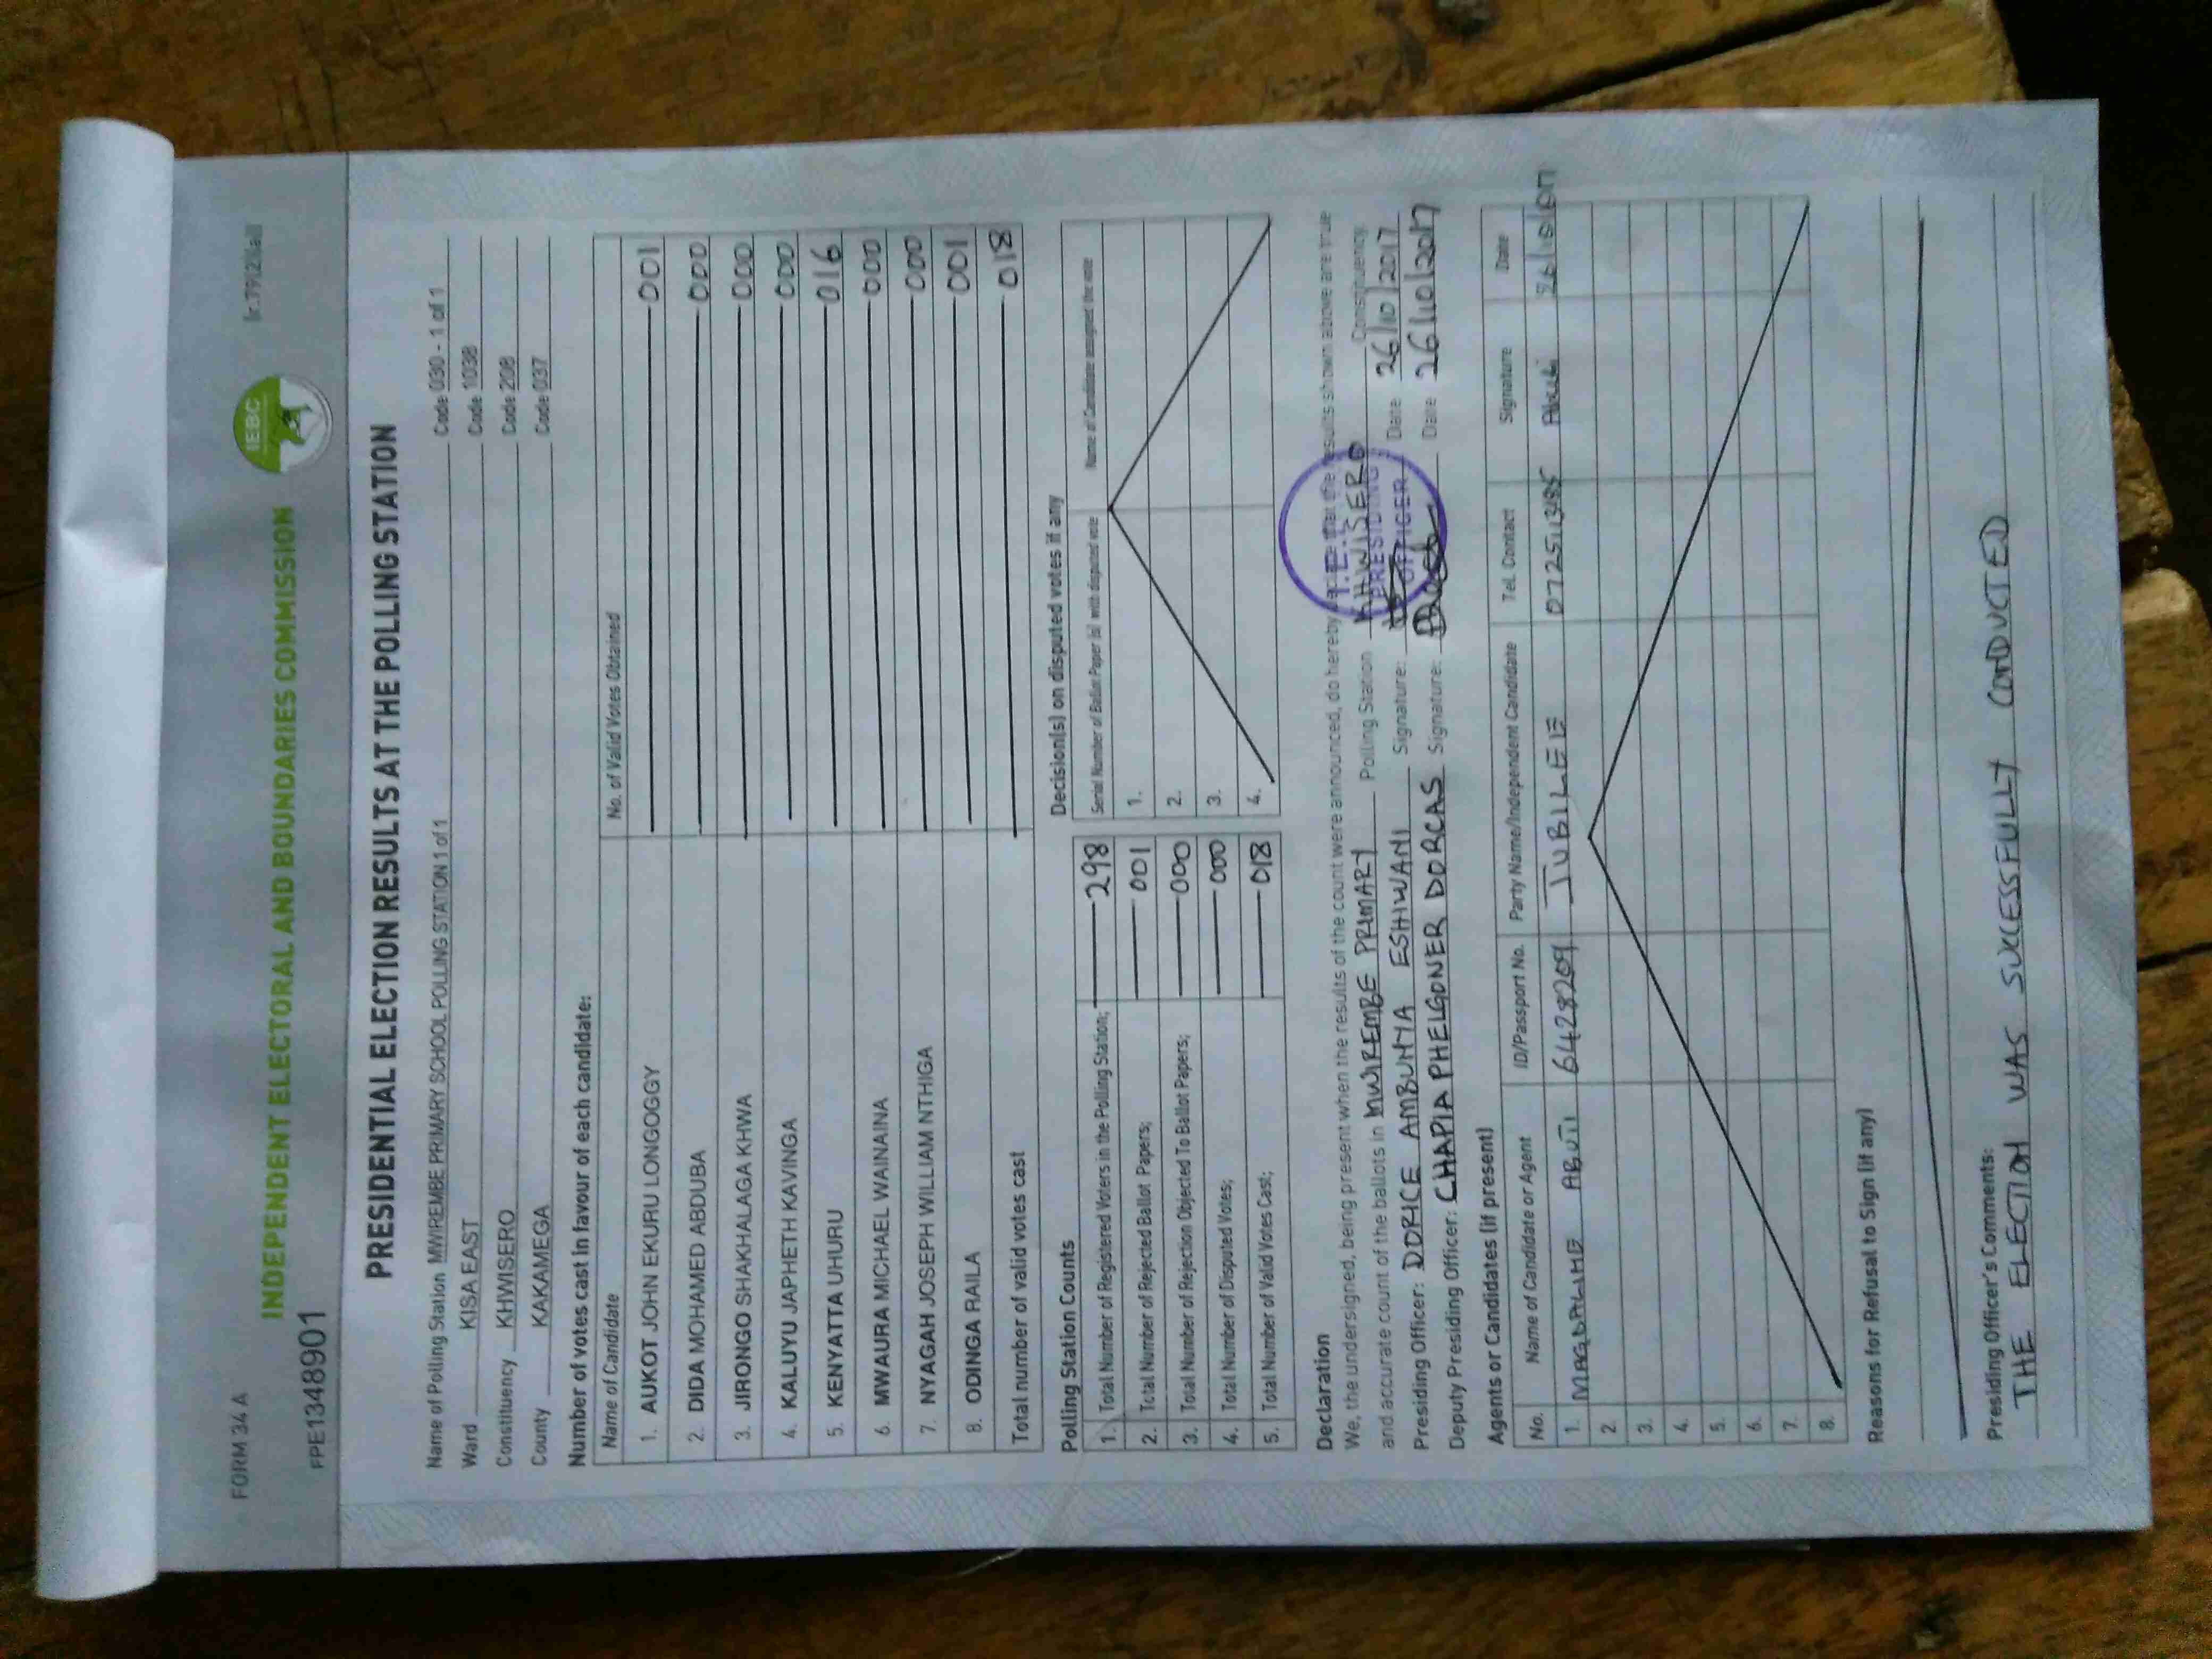 FORM 34 A
[r.79(2)(a)]
INDEPENDENT ELECTORAL AND BOUNDARIES COMMISSION
IEBC
FPE1348901
PRESIDENTIAL ELECTION RESULTS AT THE POLLING STATION
Name of Polling Station MWIREMBE PRIMARY SCHOOL POLLING STATION 1 of 1 Code 030 - 1 of 1
Ward KISA EAST Code 1038
Constituency KHWISERO Code 208
County KAKAMEGA Code 037
Number of votes cast in favour of each candidate:
Name of Candidate No. of Valid Votes Obtained
1. AUKOT JOHN EKURU LONGOGGY 001
2. DIDA MOHAMED ABDUBA 000
3. JIRONGO SHAKHALAGA KHWA 000
4. KALUYU JAPHETH KAVINGA 000
5. KENYATTA UHURU 016
6. MWAURA MICHAEL WAINAINA 000
7. NYAGAH JOSEPH WILLIAM NTHIGA 000
8. ODINGA RAILA 001
Total number of valid votes cast 018
Polling Station Counts
1. Total Number of Registered Voters in the Polling Station; 298
2. Total Number of Rejected Ballot Papers; 001
3. Total Number of Rejection Objected To Ballot Papers; 000
4. Total Number of Disputed Votes; 000
5. Total Number of Valid Votes Cast; 018
Decision(s) on disputed votes if any
Serial Number of Ballot Paper (s) with disputed vote Name of Candidate assigned the vote
1.
2.
3.
4.
Declaration
We, the undersigned, being present when the results of the count were announced, do hereby declare that the results shown above are true
and accurate count of the ballots in MWIREMBE PRIMARY Polling Station KHWISERO Constituency
Presiding Officer: DORICE AMBUNYA ESHIWANI Signature: Date 26/10/2017
Deputy Presiding Officer: CHAPIA PHELGONER DORCAS Signature: Date 26/10/2017
I.E.B.C
PRESIDING
OFFICER
Agents or Candidates (if present)
No. Name of Candidate or Agent ID/Passport No. Party Name/Independent Candidate Tel. Contact Signature Date
1. MAGDALINE ABUTI 6428209 JUBILEE 0725113485 Abuti 26/10/017
2.
3.
4.
5.
6.
7.
8.
Reasons for Refusal to Sign (if any)
Presiding Officer's Comments:
THE ELECTION WAS SUCCESSFULLY CONDUCTED